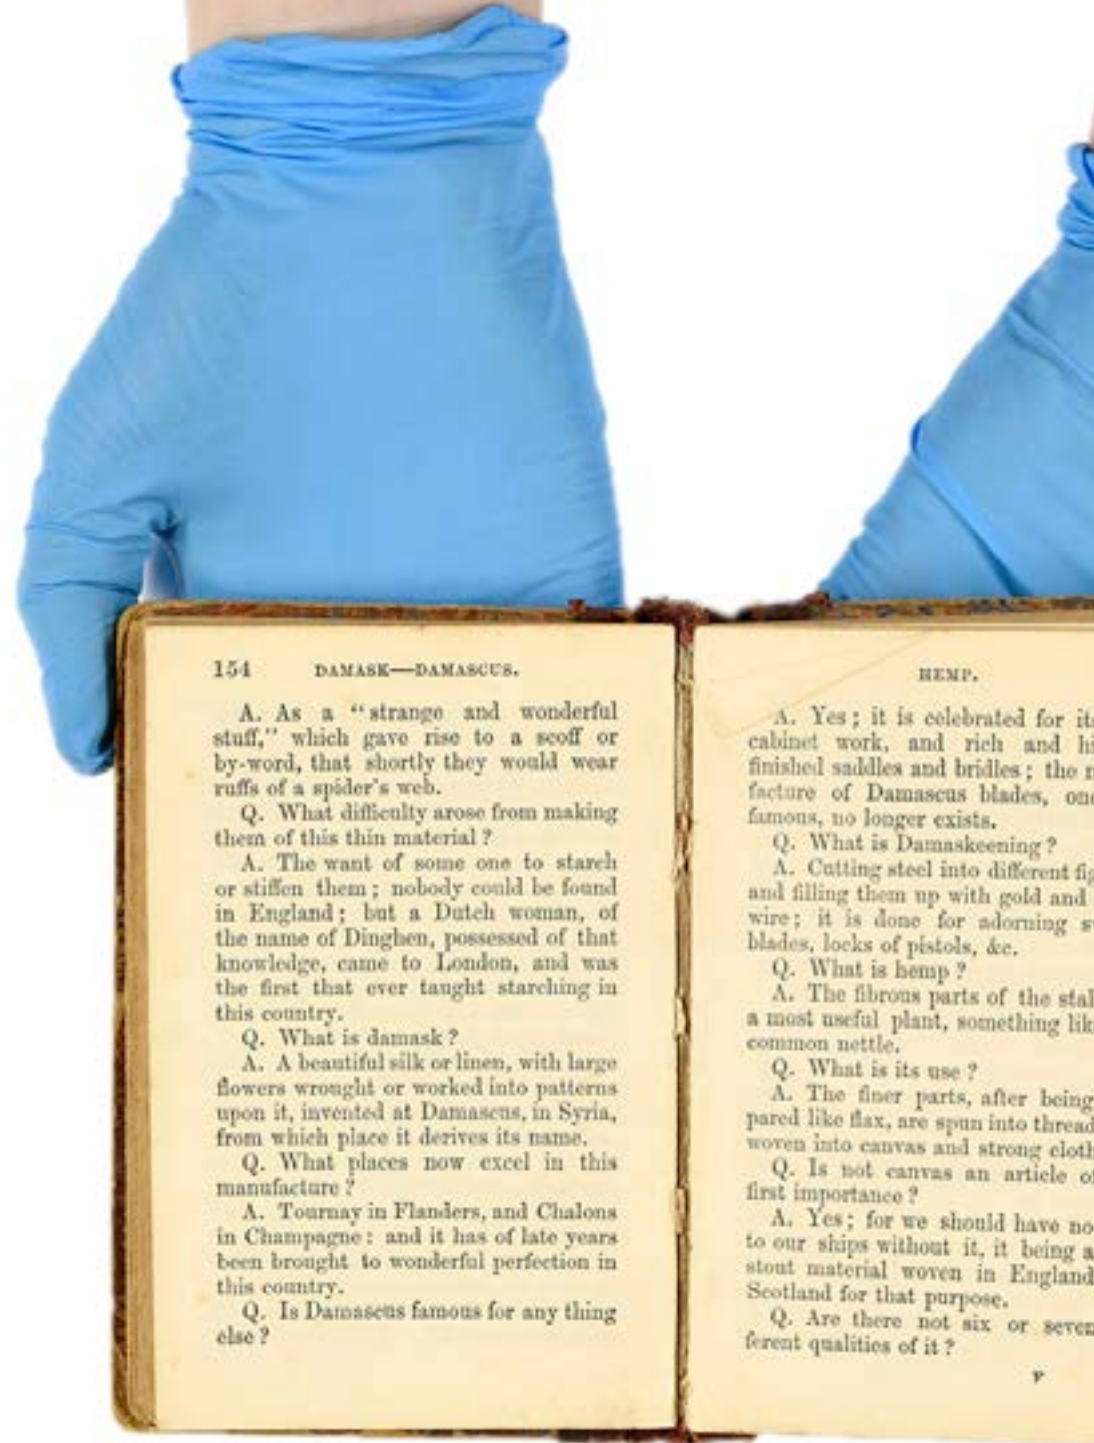 154 DAMASK—DAMASCUS.
A. As a “strange and wonderful
stuff,” which gave rise to a scoff or
by-word, that shortly they would wear
ruffs of a spider's web.
Q. What difficulty arose from making
them of this thin material ?
A. The want of some one to starch
or stiffen them ; nobody could be found
in England ; but a Dutch woman, of
the name of Dinghen, possessed of that
knowledge, came to London, and was
the first that ever taught starching in
this country.
Q. What is damask ?
A. A beautiful silk or linen, with large
flowers wrought or worked into patterns
upon it, invented at Damascus, in Syria,
from which place it derives its name.
Q. What places now excel in this
manufacture ?
A. Tournay in Flanders, and Chalons
in Champagne : and it has of late years
been brought to wonderful perfection in
this country.
Q. Is Damascus famous for any thing
else ?
HEMP.
A. Yes ; it is celebrated for its
cabinet work, and rich and hi
finished saddles and bridles ; the
facture of Damascus blades,
famous, no longer exists.
Q. What is Damaskeening ?
A. Cutting steel into different fig
and filling them up with gold and
wire ; it is done for adorning
blades, locks of pistols, &c.
Q. What is hemp ?
A. The fibrous parts of the stal
a most useful plant, something lik
common nettle.
Q. What is its use ?
A. The finer parts, after being
pared like flax, are spun into thread
woven into canvas and strong cloth
Q. Is not canvas an article of
first importance ?
A. Yes ; for we should have no
to our ships without it, it being a
stout material woven in England
Scotland for that purpose.
Q. Are there not six or seven
ferent qualities of it ?